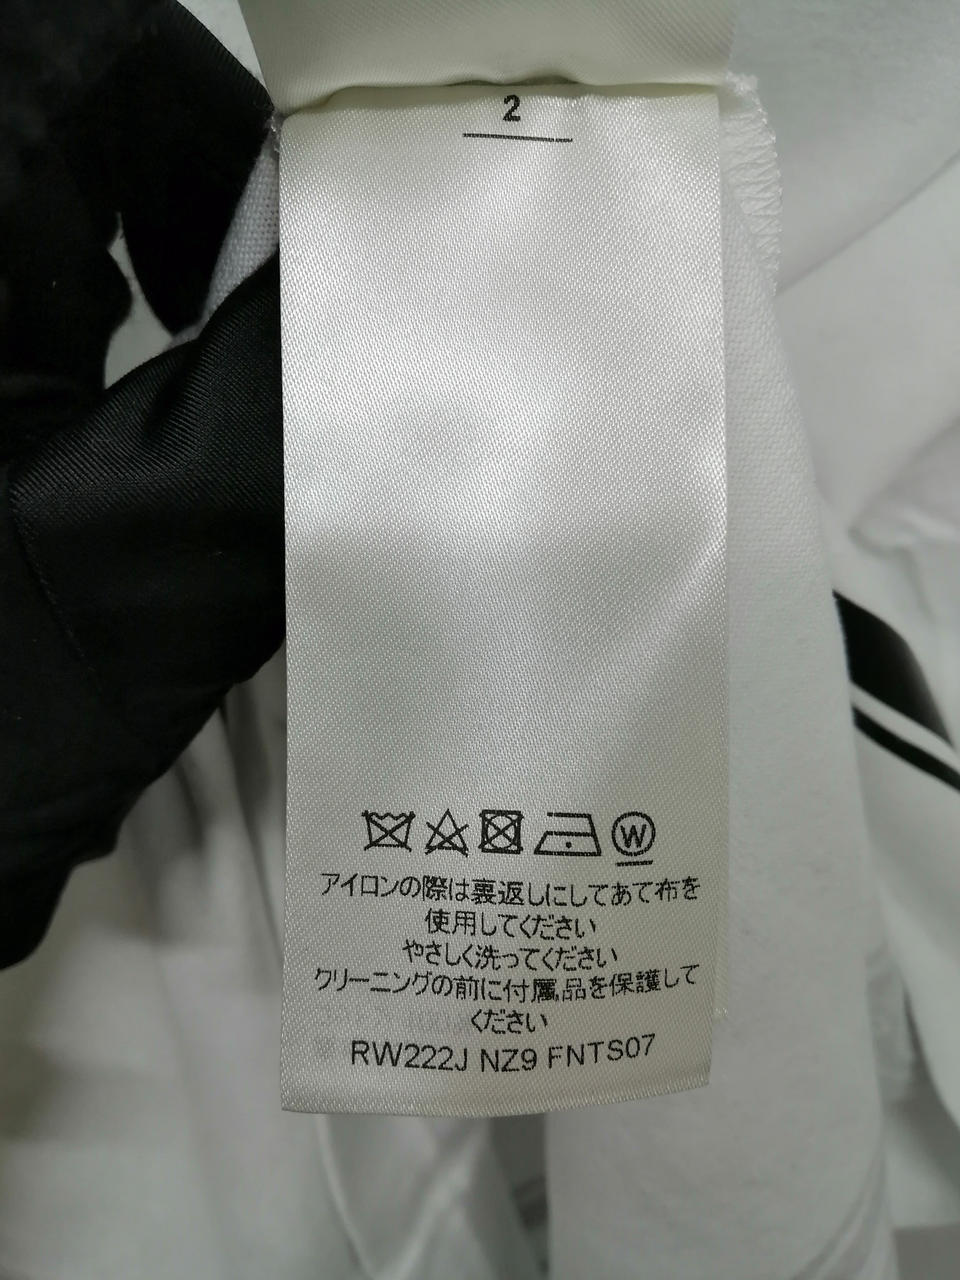 2
W
アイロンの際は裏返しにしてあて布を
使用してください
やさしく洗ってください
クリーニングの前に付属品を保護して
ください
RW222J NZ9 FNTS07